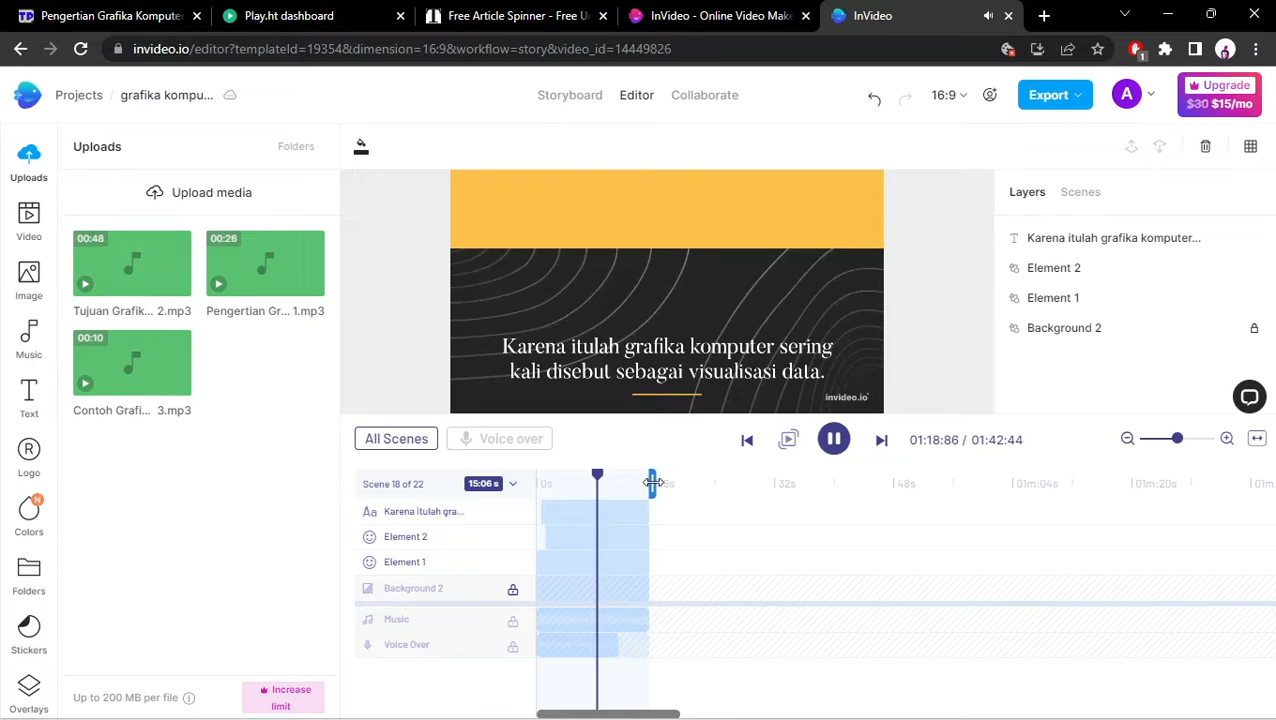 Pengertian Grafika Komputer
Play.ht dashboard
Free Article Spinner - Free U
InVideo - Online Video Make
InVideo
invideo.io/editor?templateId=19354&dimension=16:9&workflow=story&video_id=14449826
1
Projects / grafika kompu...
Storyboard
Editor
Collaborate
16:9
Export
A
Upgrade
$30 $15/mo
Uploads
Folders
Upload media
Uploads
Video
Image
Music
Text
Logo
Colors
N
Folders
Stickers
Overlays
00:48
00:26
Tujuan Grafik... 2.mp3
Pengertian Gr... 1.mp3
00:10
Contoh Grafi... 3.mp3
Up to 200 MB per file
Increase
limit
Karena itulah grafika komputer sering
kali disebut sebagai visualisasi data.
invideo.io
Layers
Scenes
Karena itulah grafika komputer...
Element 2
Element 1
Background 2
All Scenes
Voice over
01:18:86 / 01:42:44
Scene 18 of 22
15:06 s
0s
32s
48s
01m:04s
01m:20s
Aa Karena itulah gra...
Element 2
Element 1
Background 2
Music
Voice Over